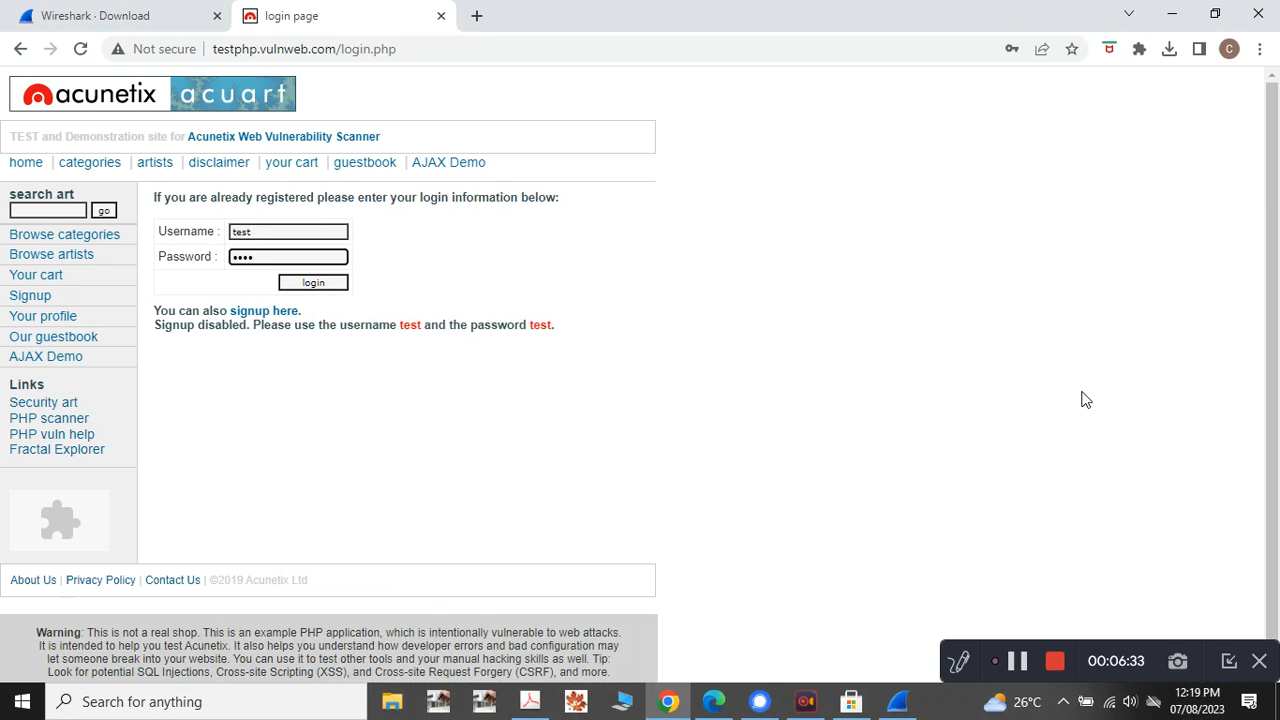 Wireshark - Download
login page
Not secure
testphp.vulnweb.com/login.php
C
acunetix acuart
TEST and Demonstration site for Acunetix Web Vulnerability Scanner
home | categories | artists | disclaimer | your cart | guestbook | AJAX Demo
search art
go
Browse categories
Browse artists
Your cart
Signup
Your profile
Our guestbook
AJAX Demo
Links
Security art
PHP scanner
PHP vuln help
Fractal Explorer
If you are already registered please enter your login information below:
Username : test
Password : ••••
login
You can also signup here.
Signup disabled. Please use the username test and the password test.
About Us | Privacy Policy | Contact Us | ©2019 Acunetix Ltd
Warning: This is not a real shop. This is an example PHP application, which is intentionally vulnerable to web attacks.
It is intended to help you test Acunetix. It also helps you understand how developer errors and bad configuration may
let someone break into your website. You can use it to test other tools and your manual hacking skills as well. Tip:
Look for potential SQL Injections, Cross-site Scripting (XSS), and Cross-site Request Forgery (CSRF), and more.
00:06:33
Search for anything
26°C
12:19 PM
07/08/2023